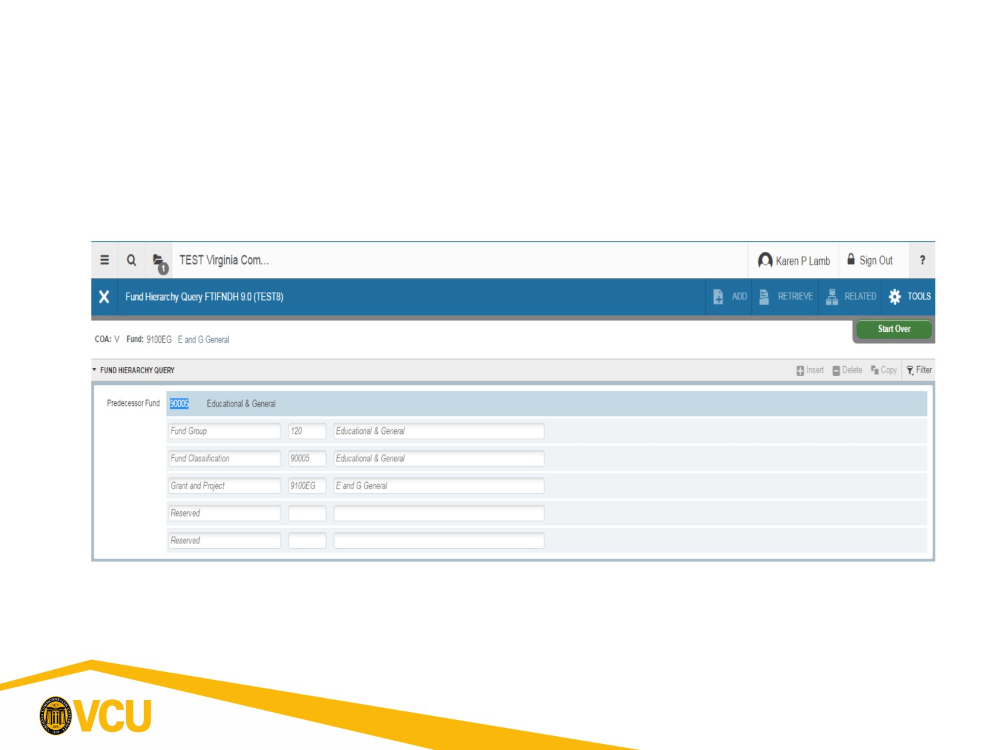 1 TEST Virginia Com... Karen P Lamb Sign Out ?
Fund Hierarchy Query FTIFNDH 9.0 (TEST8) ADD RETRIEVE RELATED TOOLS
Start Over
COA: V Fund: 9100EG E and G General
FUND HIERARCHY QUERY Insert Delete Copy Filter
Predecessor Fund 90005 Educational & General
Fund Group 120 Educational & General
Fund Classification 90005 Educational & General
Grant and Project 9100EG E and G General
Reserved
Reserved
VCU